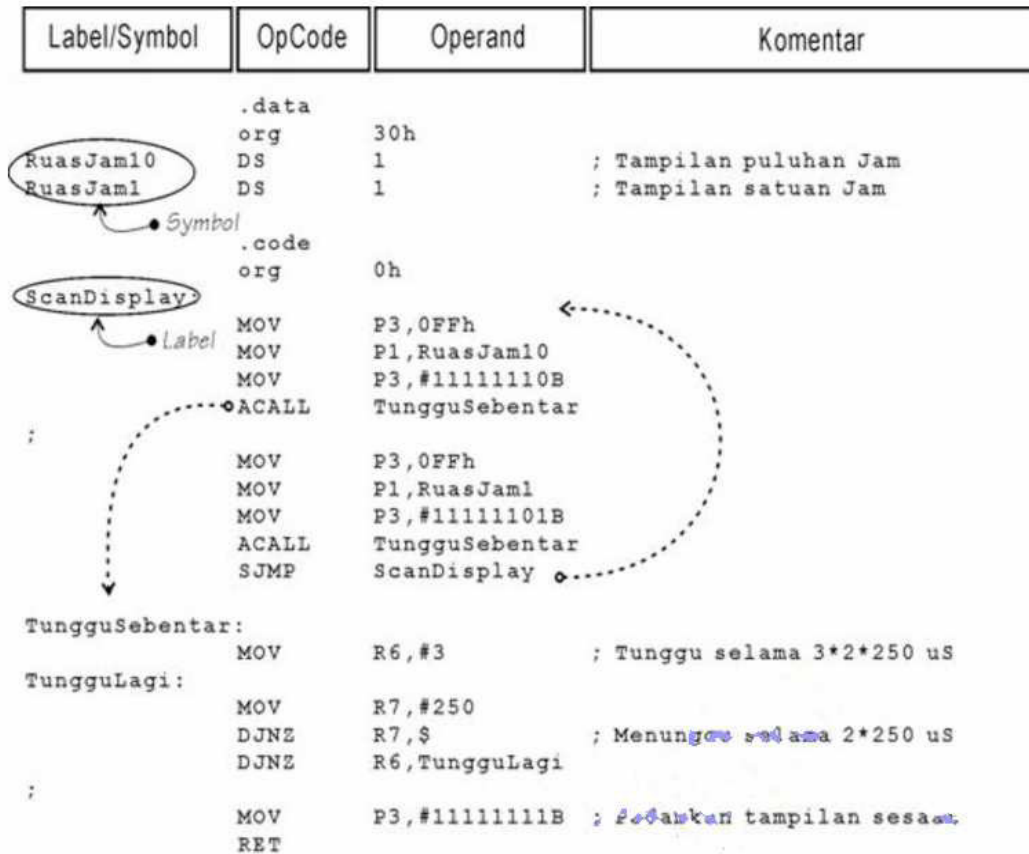 Label/Symbol OpCode Operand Komentar
.data
org 30h
RuasJam10 DS 1 ; Tampilan puluhan Jam
RuasJam1 DS 1 ; Tampilan satuan Jam
Symbol
.code
org 0h
ScanDisplay:
MOV P3,0FFh
Label
MOV P1,RuasJam10
MOV P3,#11111110B
ACALL TungguSebentar
;
MOV P3,0FFh
MOV P1,RuasJam1
MOV P3,#11111101B
ACALL TungguSebentar
SJMP ScanDisplay
TungguSebentar:
MOV R6,#3 ; Tunggu selama 3*2*250 uS
TungguLagi:
MOV R7,#250
DJNZ R7,$ ; Menunggu selama 2*250 uS
DJNZ R6,TungguLagi
;
MOV P3,#11111111B ; tampilan
RET